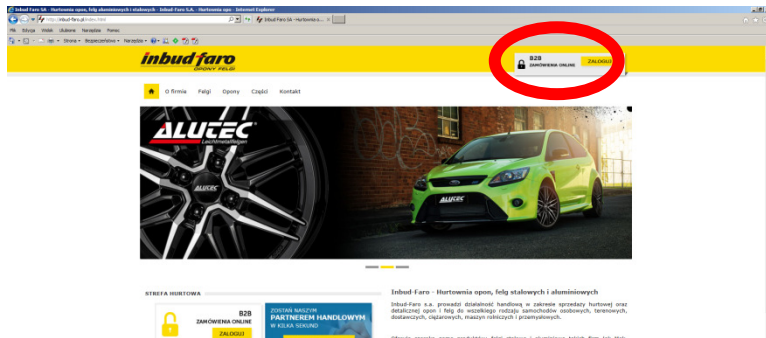 Inbud Faro SA - Hurtownia opon, felg aluminiowych i stalowych - Inbud-Faro S.A. - Hurtownia opo - Internet Explorer
http://inbud-faro.pl/index.html
Inbud Faro SA - Hurtownia o...
Plik Edycja Widok Ulubione Narzędzia Pomoc
Strona Bezpieczeństwo Narzędzia
inbud faro
OPONY FELGI
B2B
ZAMÓWIENIA ONLINE
ZALOGUJ
O firmie Felgi Opony Części Kontakt
ALUTEC
Leichtmetallfelgen
ALUTEC
ALUTEC
STREFA HURTOWA
B2B
ZAMÓWIENIA ONLINE
ZALOGUJ
ZOSTAŃ NASZYM
PARTNEREM HANDLOWYM
W KILKA SEKUND
Inbud-Faro - Hurtownia opon, felg stalowych i aluminiowych
Inbud-Faro s.a. prowadzi działalność handlową w zakresie sprzedaży hurtowej oraz
detalicznej opon i felg do wszelkiego rodzaju samochodów osobowych, terenowych,
dostawczych, ciężarowych, maszyn rolniczych i przemysłowych.